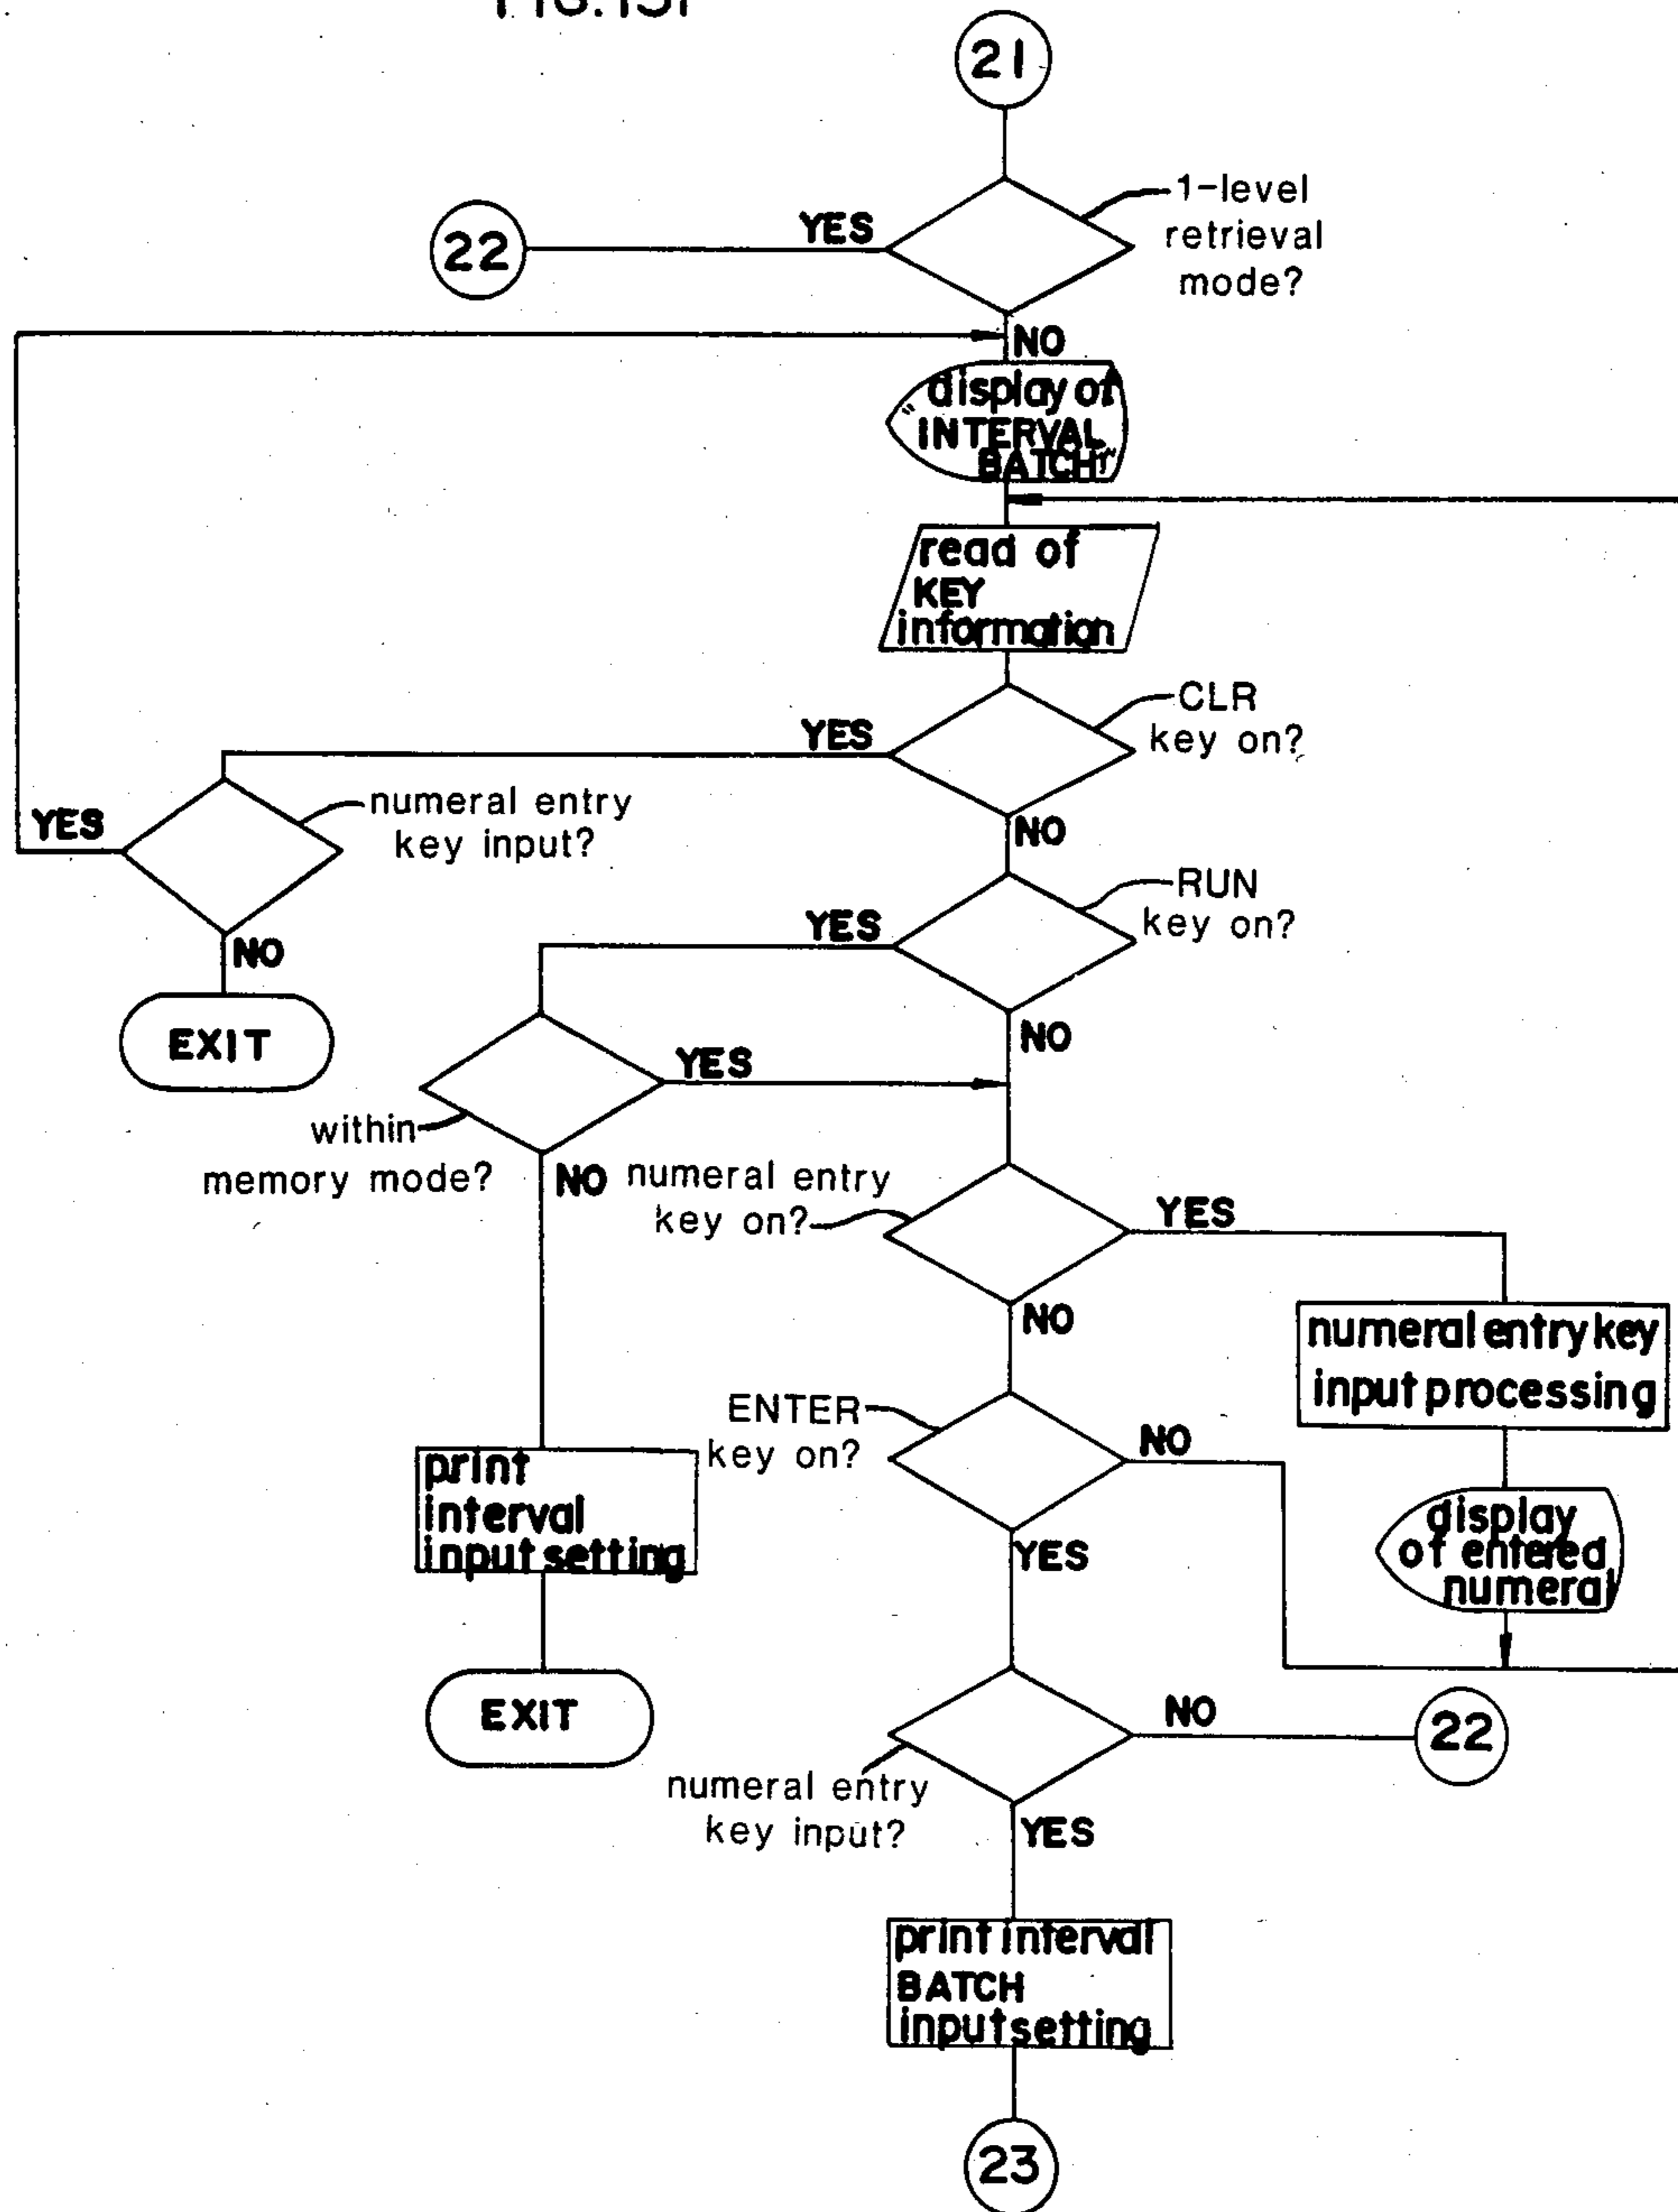 21
1-level
retrieval
mode?
YES
22
NO
"display of
INTERVAL
BATCHr"
read of
KEY
information
CLR
key on?
YES
numeral entry
key input?
YES
NO
RUN
key on?
YES
NO
EXIT
NO
YES
within
memory mode?
NO
numeral entry
key on?
YES
NO
numeral entry key
input processing
ENTER
key on?
NO
print
interval
input setting
YES
display
of entered
numeral
EXIT
NO
22
numeral entry
key input?
YES
print interval
BATCH
input setting
23